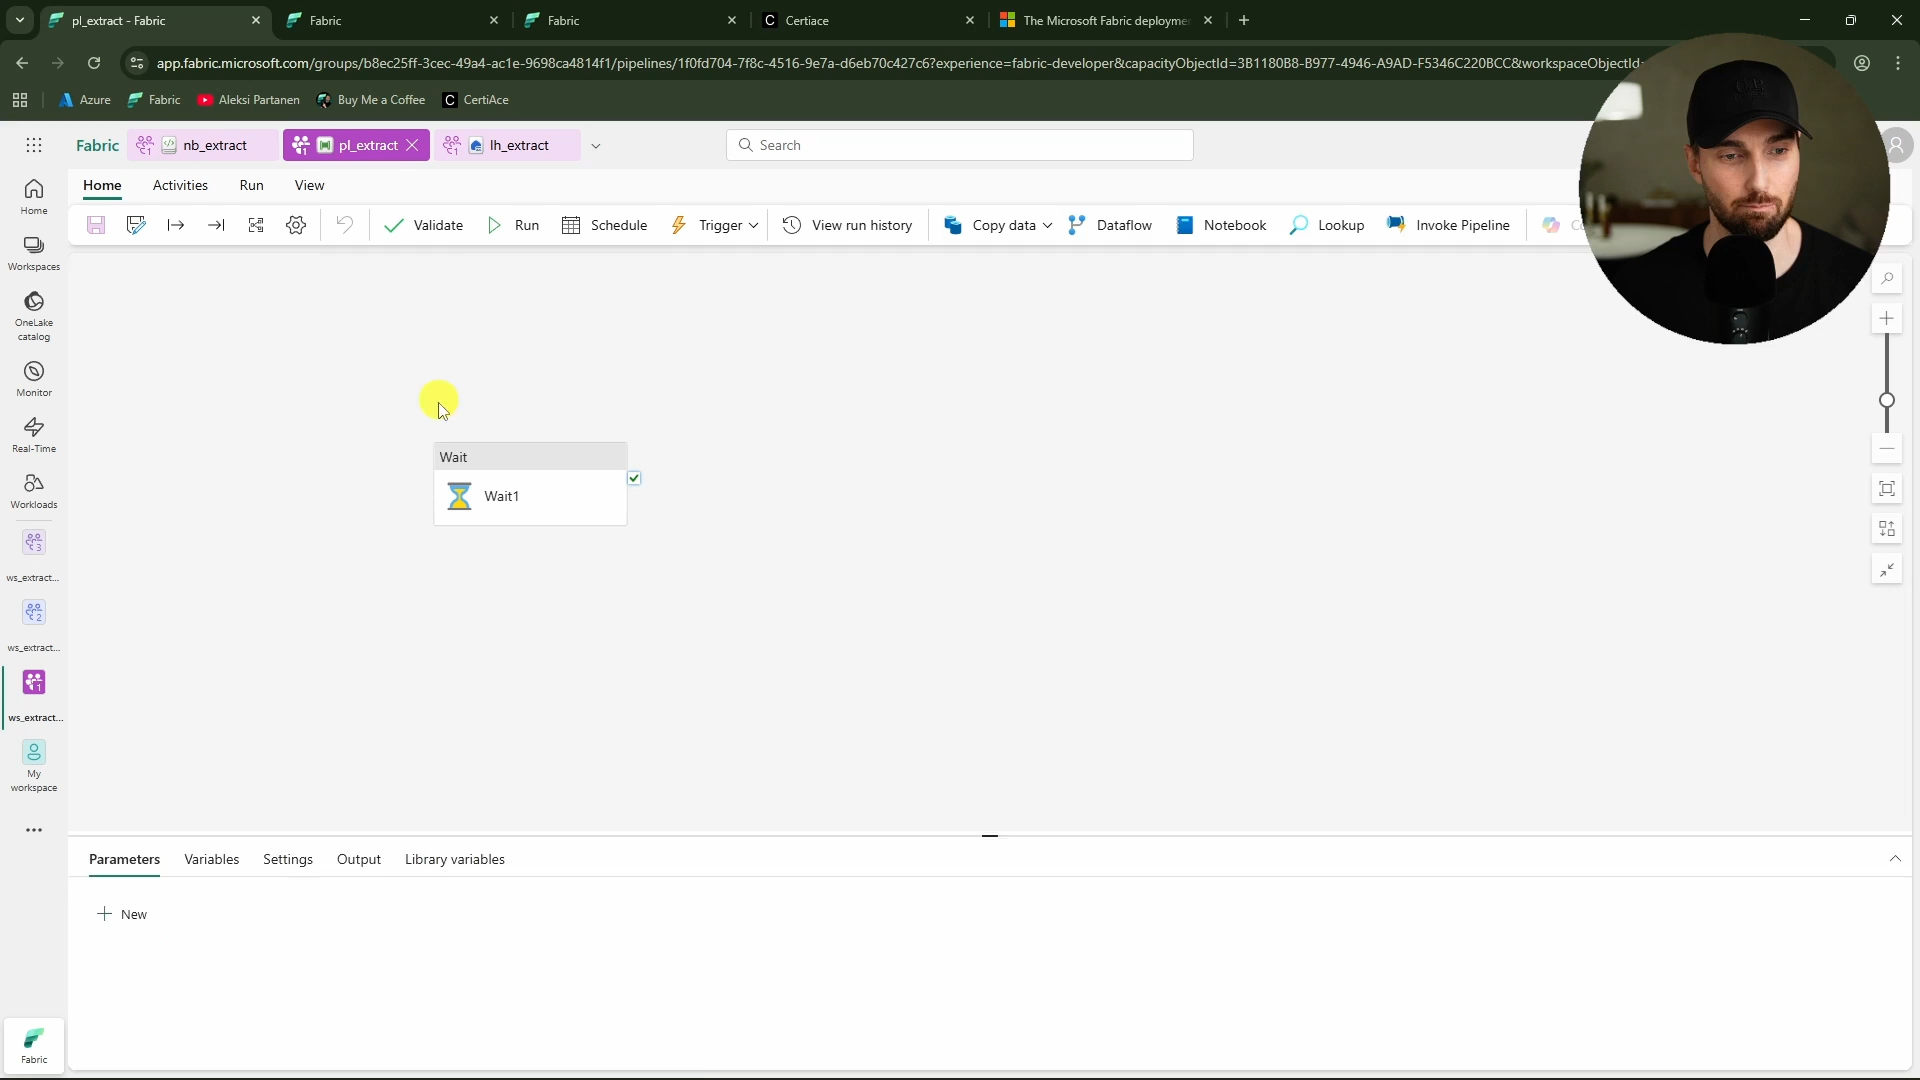 pl_extract - Fabric
Fabric
Fabric
Certiace
The Microsoft Fabric deployme
app.fabric.microsoft.com/groups/b8ec25ff-3cec-49a4-ac1e-9698ca4814f1/pipelines/1f0fd704-7f8c-4516-9e7a-d6eb70c427c6?experience=fabric-developer&capacityObjectId=3B1180B8-B977-4946-A9AD-F5346C220BCC&workspaceObjectId=
Azure
Fabric
Aleksi Partanen
Buy Me a Coffee
CertiAce
Fabric
nb_extract
pl_extract
lh_extract
Search
Home
Activities
Run
View
Validate
Run
Schedule
Trigger
View run history
Copy data
Dataflow
Notebook
Lookup
Invoke Pipeline
Home
Workspaces
OneLake
catalog
Monitor
Real-Time
Workloads
3
ws_extract...
2
ws_extract...
1
ws_extract...
My
workspace
Fabric
Wait
Wait1
Parameters
Variables
Settings
Output
Library variables
New